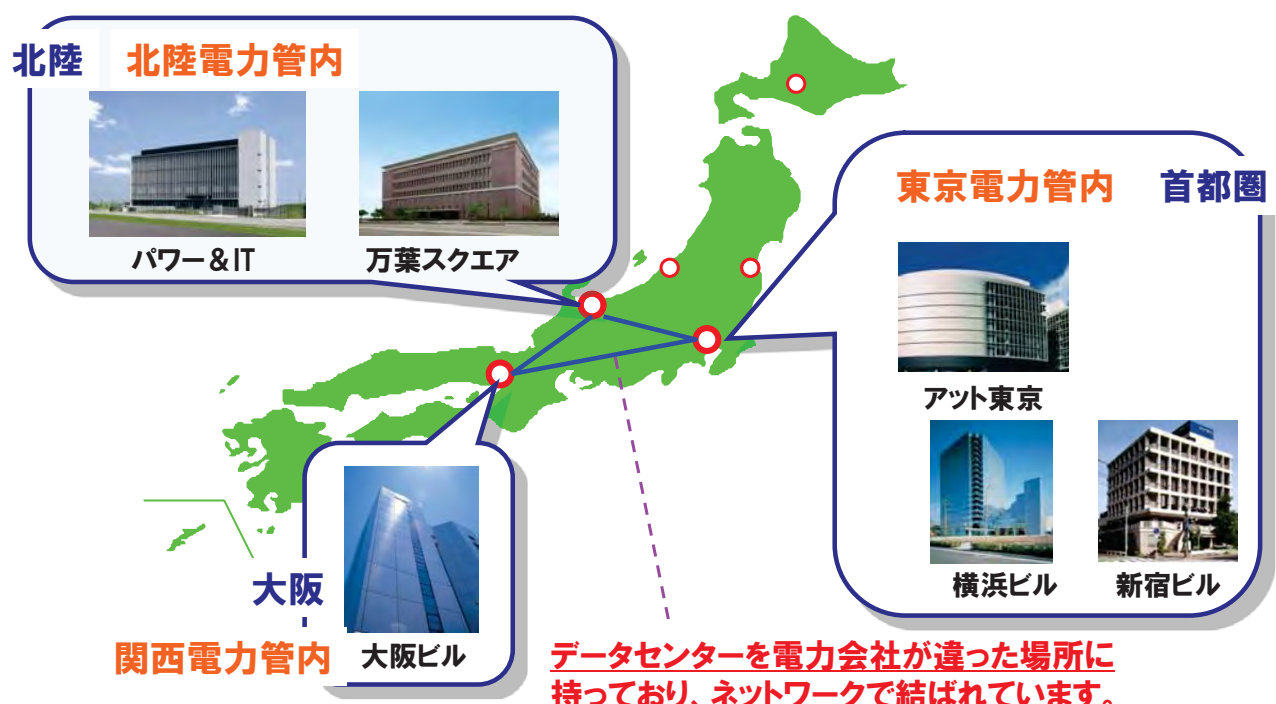 北陸 北陸電力管内
パワー＆IT
万葉スクエア
東京電力管内 首都圏
アット東京
横浜ビル
新宿ビル
大阪
関西電力管内
大阪ビル
データセンターを電力会社が違った場所に
持っており、ネットワークで結ばれています。